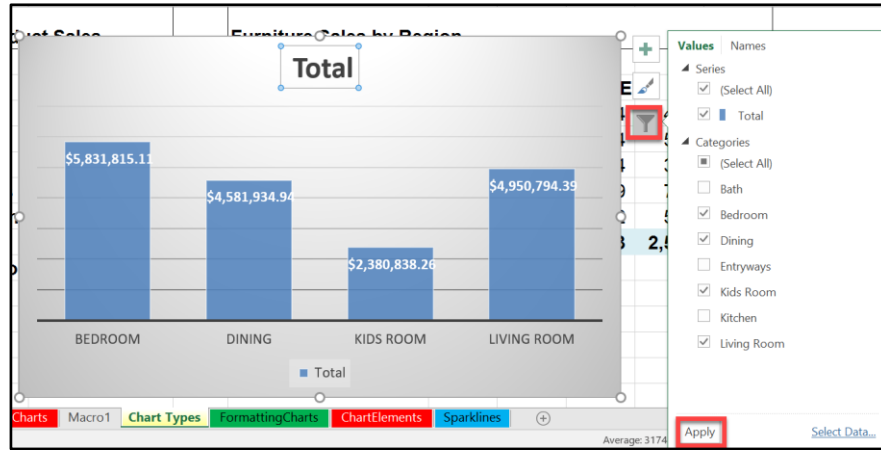 Furniture Sales by Region
Total
$5,831,815.11
$4,581,934.94
$2,380,838.26
$4,950,794.39
BEDROOM DINING KIDS ROOM LIVING ROOM
Total
Values Names
Series
(Select All)
Total
Categories
(Select All)
Bath
Bedroom
Dining
Entryways
Kids Room
Kitchen
Living Room
Apply Select Data...
Charts Macro1 Chart Types FormattingCharts ChartElements Sparklines
Average: 3174